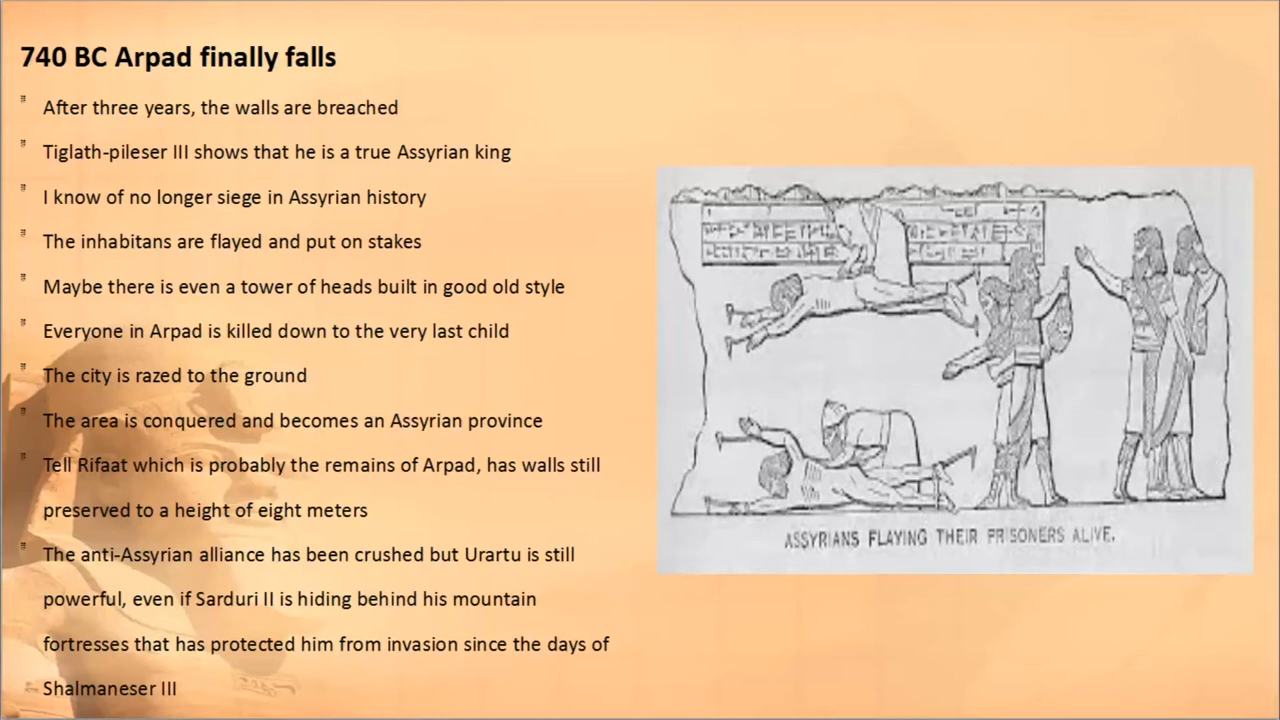 740 BC Arpad finally falls
After three years, the walls are breached
Tiglath-pileser III shows that he is a true Assyrian king
I know of no longer siege in Assyrian history
The inhabitans are flayed and put on stakes
Maybe there is even a tower of heads built in good old style
Everyone in Arpad is killed down to the very last child
The city is razed to the ground
The area is conquered and becomes an Assyrian province
Tell Rifaat which is probably the remains of Arpad, has walls still
preserved to a height of eight meters
The anti-Assyrian alliance has been crushed but Urartu is still
powerful, even if Sarduri II is hiding behind his mountain
fortresses that has protected him from invasion since the days of
Shalmaneser III
ASSYRIANS FLAYING THEIR PRISONERS ALIVE.